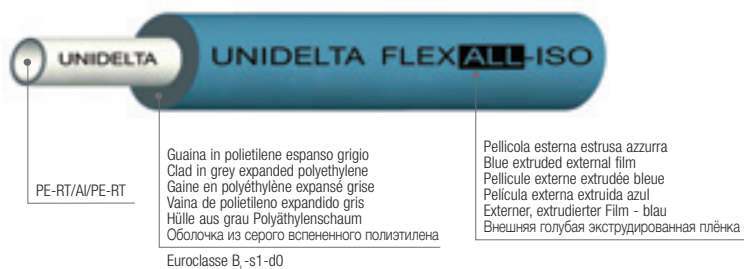 UNIDELTA
UNIDELTA FLEXALL-ISO
PE-RT/Al/PE-RT
Guaina in polietilene espanso grigio
Clad in grey expanded polyethylene
Gaine en polyéthylène expansé grise
Vaina de polietileno expandido gris
Hülle aus grau Polyäthylenschaum
Оболочка из серого вспененного полиэтилена
Euroclasse BL-s1-d0
Pellicola esterna estrusa azzurra
Blue extruded external film
Pellicule externe extrudée bleue
Película externa extruida azul
Externer, extrudierter Film - blau
Внешняя голубая экструдированная плёнка